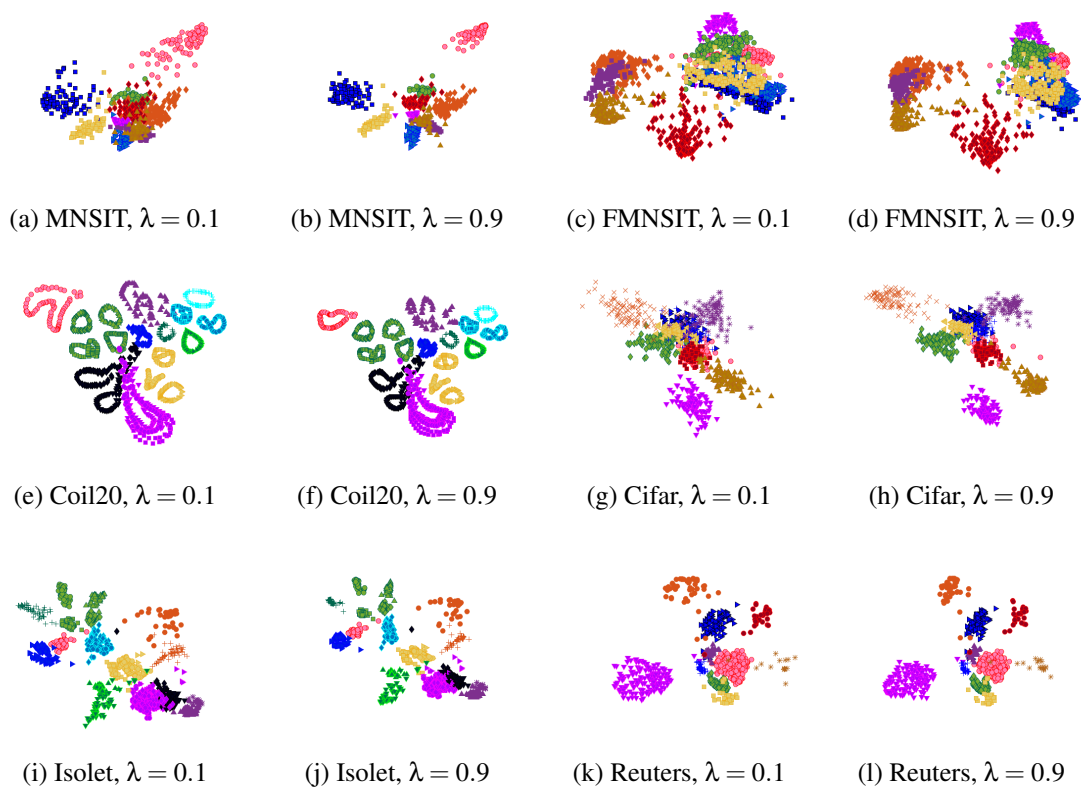 (a) MNSIT, λ = 0.1
(b) MNSIT, λ = 0.9
(c) FMNSIT, λ = 0.1
(d) FMNSIT, λ = 0.9
(e) Coil20, λ = 0.1
(f) Coil20, λ = 0.9
(g) Cifar, λ = 0.1
(h) Cifar, λ = 0.9
(i) Isolet, λ = 0.1
(j) Isolet, λ = 0.9
(k) Reuters, λ = 0.1
(l) Reuters, λ = 0.9